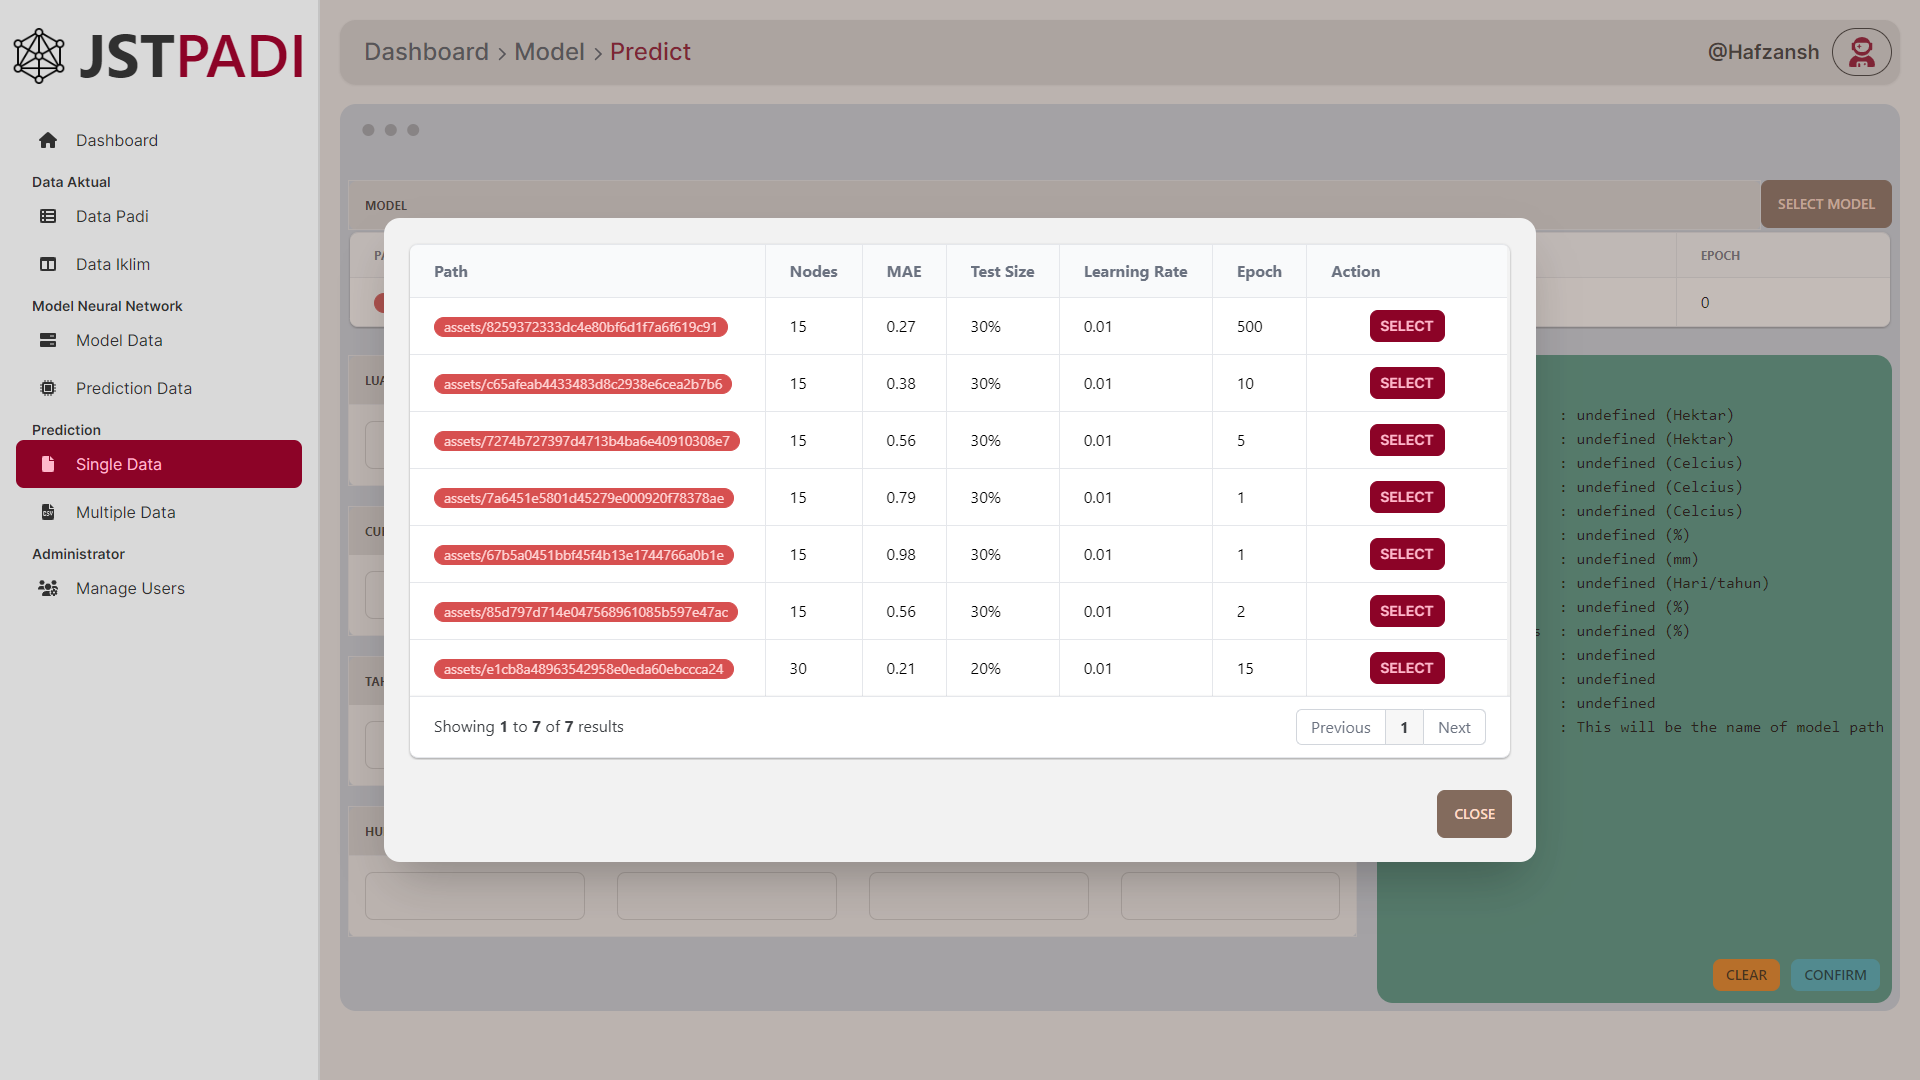 JSTPADI
Dashboard
Data Aktual
Data Padi
Data Iklim
Model Neural Network
Model Data
Prediction Data
Prediction
Single Data
Multiple Data
Administrator
Manage Users
Dashboard > Model > Predict
@Hafzansh
MODEL
SELECT MODEL
EPOCH
0
Path Nodes MAE Test Size Learning Rate Epoch Action
assets/8259372333dc4e80bf6d1f7a6f619c91 15 0.27 30% 0.01 500 SELECT
assets/c65afeab4433483d8c2938e6cea2b7b6 15 0.38 30% 0.01 10 SELECT
assets/7274b727397d4713b4ba6e40910308e7 15 0.56 30% 0.01 5 SELECT
assets/7a6451e5801d45279e000920f78378ae 15 0.79 30% 0.01 1 SELECT
assets/67b5a0451bbf45f4b13e1744766a0b1e 15 0.98 30% 0.01 1 SELECT
assets/85d797d714e047568961085b597e47ac 15 0.56 30% 0.01 2 SELECT
assets/e1cb8a48963542958e0eda60ebccca24 30 0.21 20% 0.01 15 SELECT
Showing 1 to 7 of 7 results
Previous 1 Next
CLOSE
: undefined (Hektar)
: undefined (Hektar)
: undefined (Celcius)
: undefined (Celcius)
: undefined (Celcius)
: undefined (%)
: undefined (mm)
: undefined (Hari/tahun)
: undefined (%)
s : undefined (%)
: undefined
: undefined
: undefined
: This will be the name of model path
CLEAR CONFIRM